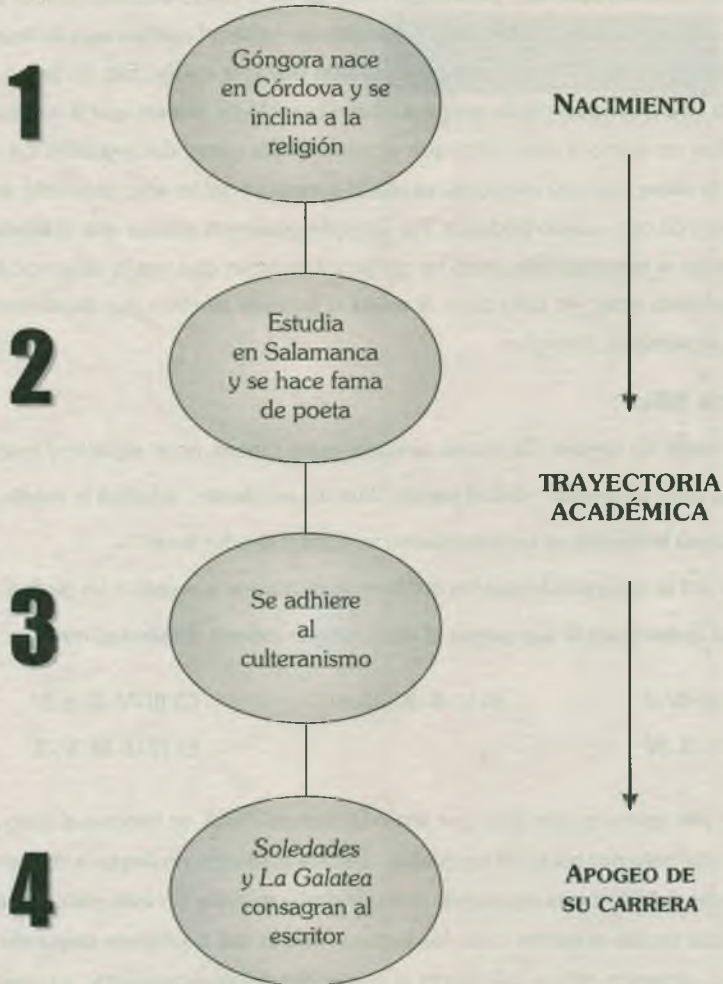 1
Góngora nace
en Córdova y se
inclina a la
religión
NACIMIENTO
2
Estudia
en Salamanca
y se hace fama
de poeta
TRAYECTORIA
ACADÉMICA
3
Se adhiere
al
culteranismo
4
Soledades
y La Galatea
consagran al
escritor
APOGEO DE
SU CARRERA